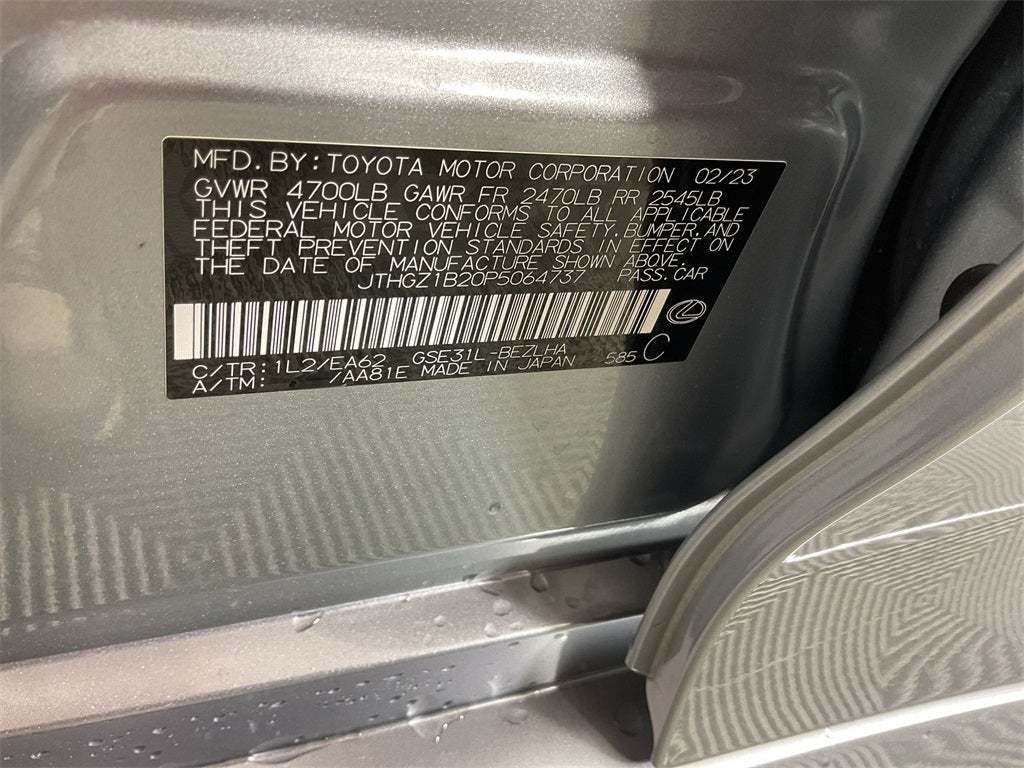 MFD.BY:TOYOTA MOTOR CORPORATION 02/23
GVWR 4700LB GAWR FR 2470LB RR 2545LB
THIS VEHICLE CONFORMS TO ALL APPLICABLE
FEDERAL MOTOR VEHICLE SAFETY,BUMPER,AND
THEFT PREVENTION STANDARDS IN EFFECT ON
THE DATE OF MANUFACTURE SHOWN ABOVE.
JTHGZ1B20P5064737 PASS.CAR
C/TR:1L2/EA62 GSE31L-BEZLHA 585 C
A/TM: /AA81E MADE IN JAPAN